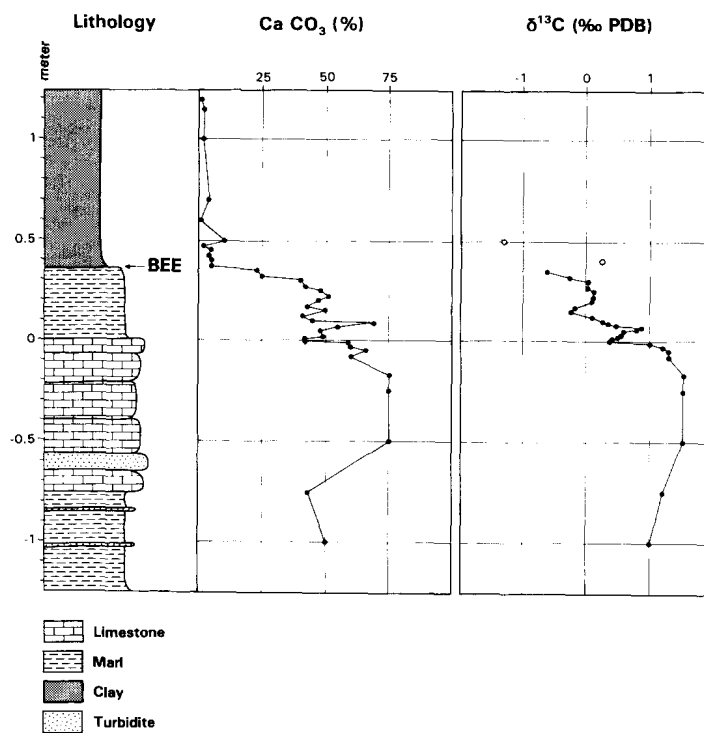 Lithology
Ca CO₃ (%)
δ¹³C (‰ PDB)
meter
25 50 75
-1 0 1
1
0.5
BEE
0
-0.5
-1
Limestone
Marl
Clay
Turbidite